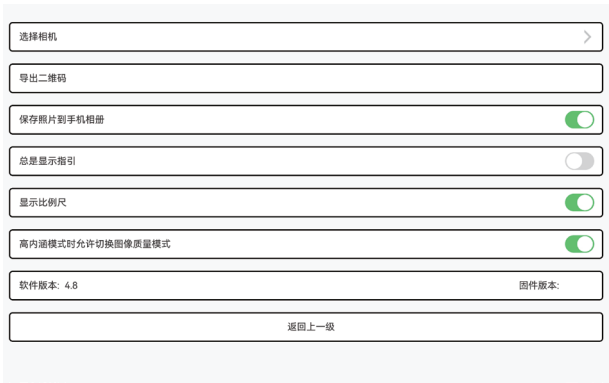 选择相机
导出二维码
保存照片到手机相册
总是显示指引
显示比例尺
高内涵模式时允许切换图像质量模式
软件版本: 4.8 固件版本:
返回上一级